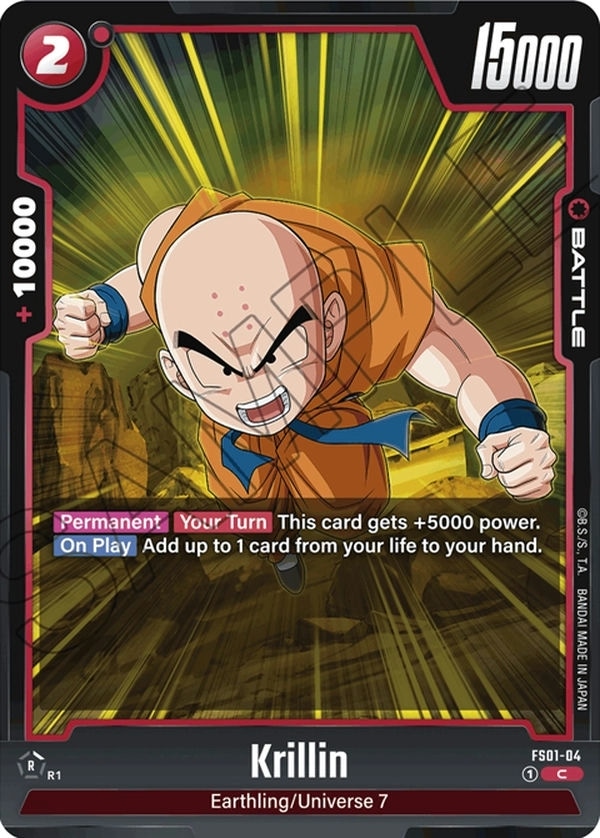 2
15000
+ 10000
BATTLE
SAMPLE
Permanent Your Turn This card gets +5000 power.
On Play Add up to 1 card from your life to your hand.
©B.S./S., T.A. BANDAI MADE IN JAPAN
Krillin
FS01-04
R R1
1 C
Earthling/Universe 7